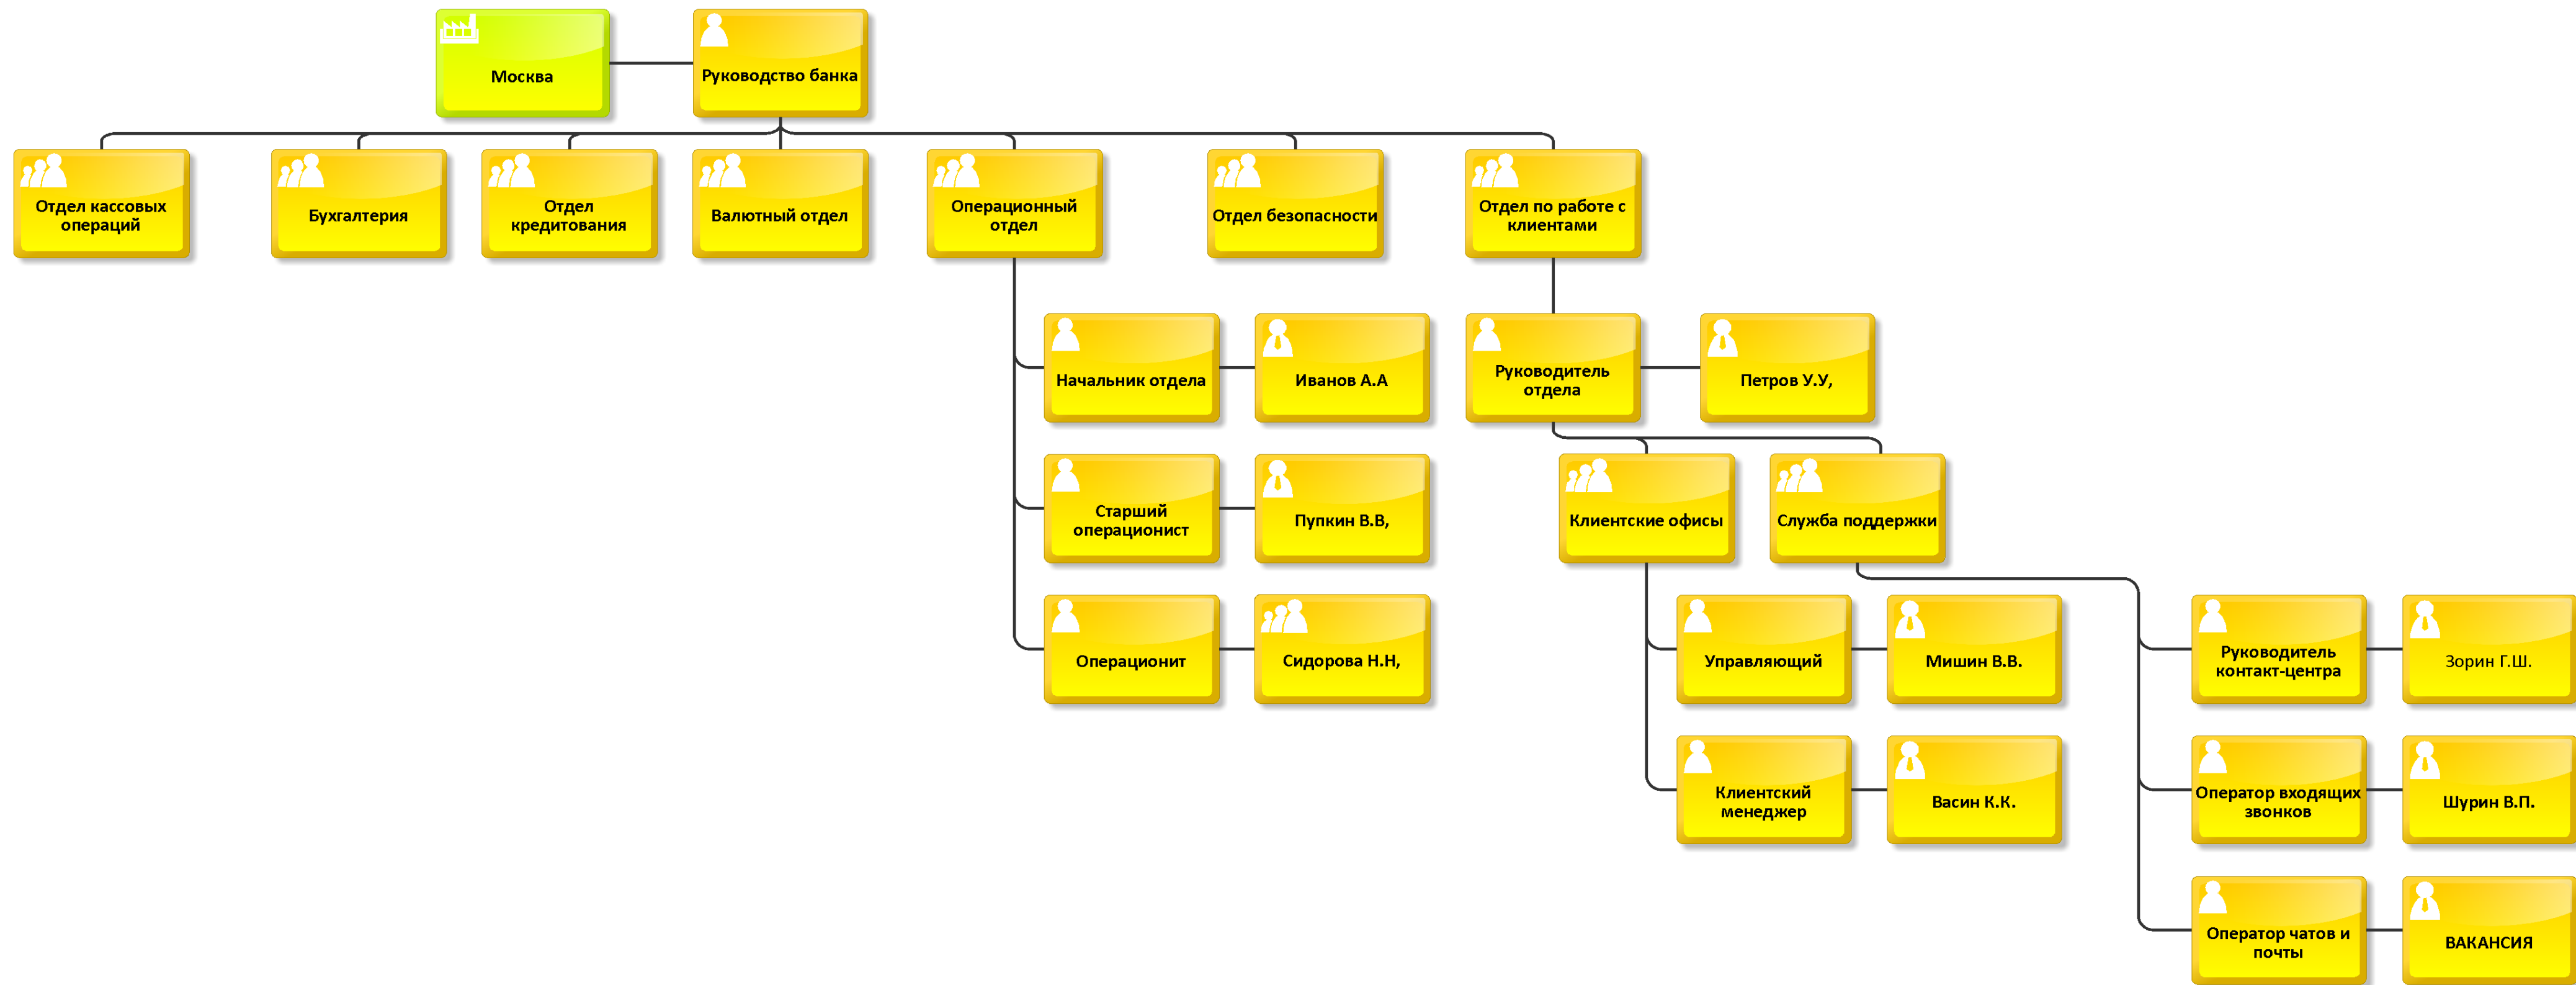 Москва
Руководство банка
Отдел кассовых
операций
Бухгалтерия
Отдел
кредитования
Валютный отдел
Операционный
отдел
Отдел безопасности
Отдел по работе с
клиентами
Начальник отдела
Иванов А.А
Руководитель
отдела
Петров У.У,
Старший
операционист
Пупкин В.В,
Клиентские офисы
Служба поддержки
Операционит
Сидорова Н.Н,
Управляющий
Мишин В.В.
Руководитель
контакт-центра
Зорин Г.Ш.
Клиентский
менеджер
Васин К.К.
Оператор входящих
звонков
Шурин В.П.
Оператор чатов и
почты
ВАКАНСИЯ